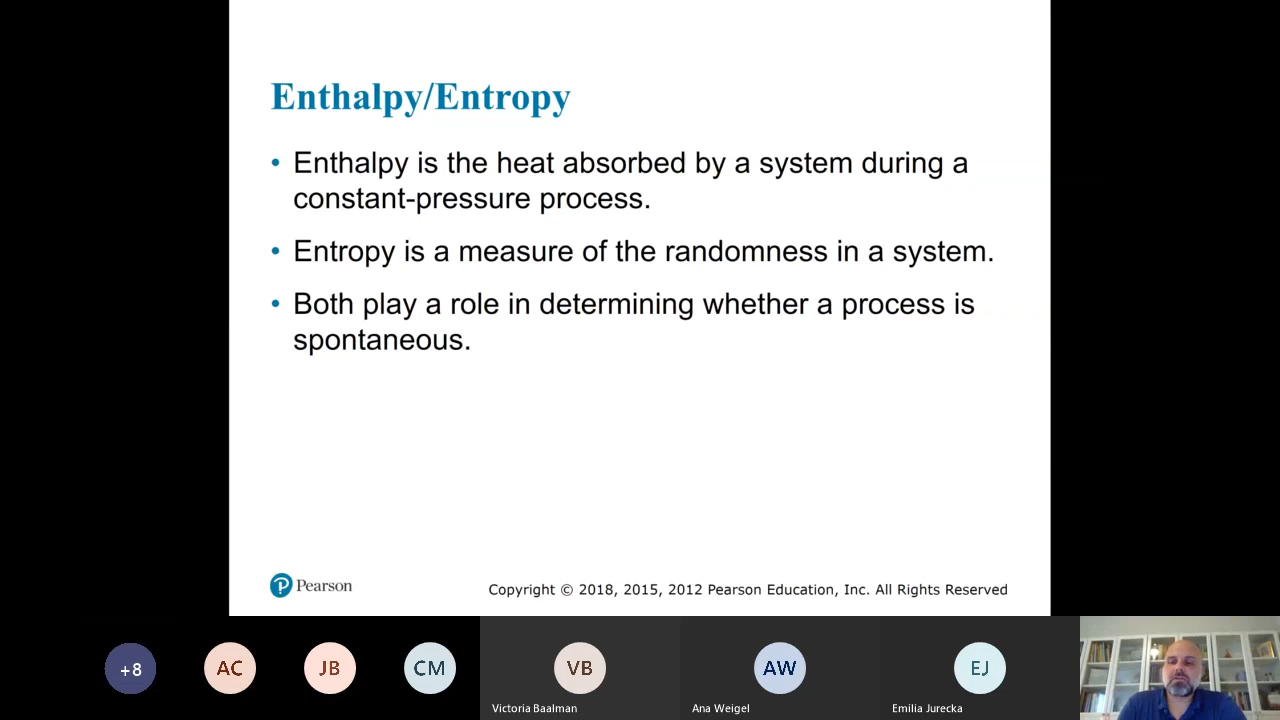 Enthalpy/Entropy
• Enthalpy is the heat absorbed by a system during a
constant-pressure process.
• Entropy is a measure of the randomness in a system.
• Both play a role in determining whether a process is
spontaneous.
Pearson
Copyright © 2018, 2015, 2012 Pearson Education, Inc. All Rights Reserved
+8
AC
JB
CM
VB
AW
EJ
Victoria Baalman
Ana Weigel
Emilia Jurecka